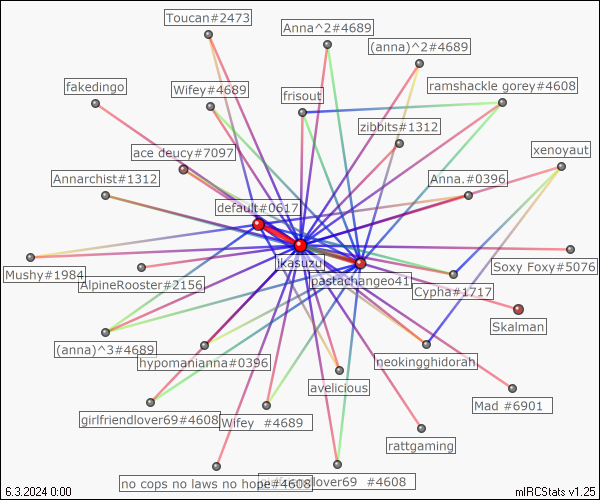 Toucan#2473
Anna^2#4689
(anna)^2#4689
fakedingo
Wifey#4689
frisout
ramshackle gorey#4608
zibbits#1312
ace deucy#7097
xenoyaut
Annarchist#1312
Anna.#0396
default#0617
ikasuzu
Mushy#1984
AlpineRooster#2156
pastachangeo41
Cypha#1717
Soxy Foxy#5076
Skalman
(anna)^3#4689
hypomanianna#0396
neokingghidorah
avelicious
girlfriendlover69#4608
Wifey  #4689
Mad #6901
rattgaming
no cops no laws no hope#4608
lover69  #4608
6.3.2024 0:00
mIRCStats v1.25